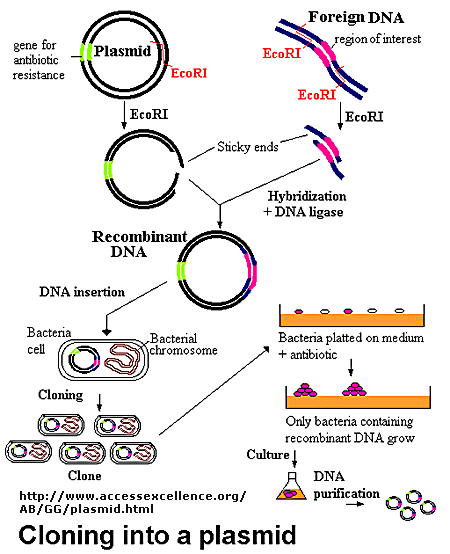 gene for
antibiotic
resistance
Plasmid
EcoRI
Foreign DNA
region of interest
EcoRI
EcoRI
EcoRI
EcoRI
Sticky ends
Hybridization
+ DNA ligase
Recombinant
DNA
DNA insertion
Bacteria
cell
Bacterial
chromosome
Cloning
Clone
Bacteria platted on medium
+ antibiotic
Only bacteria containing
recombinant DNA grow
Culture
DNA
purification
http://www.accessexcellence.org/
AB/GG/plasmid.html
Cloning into a plasmid